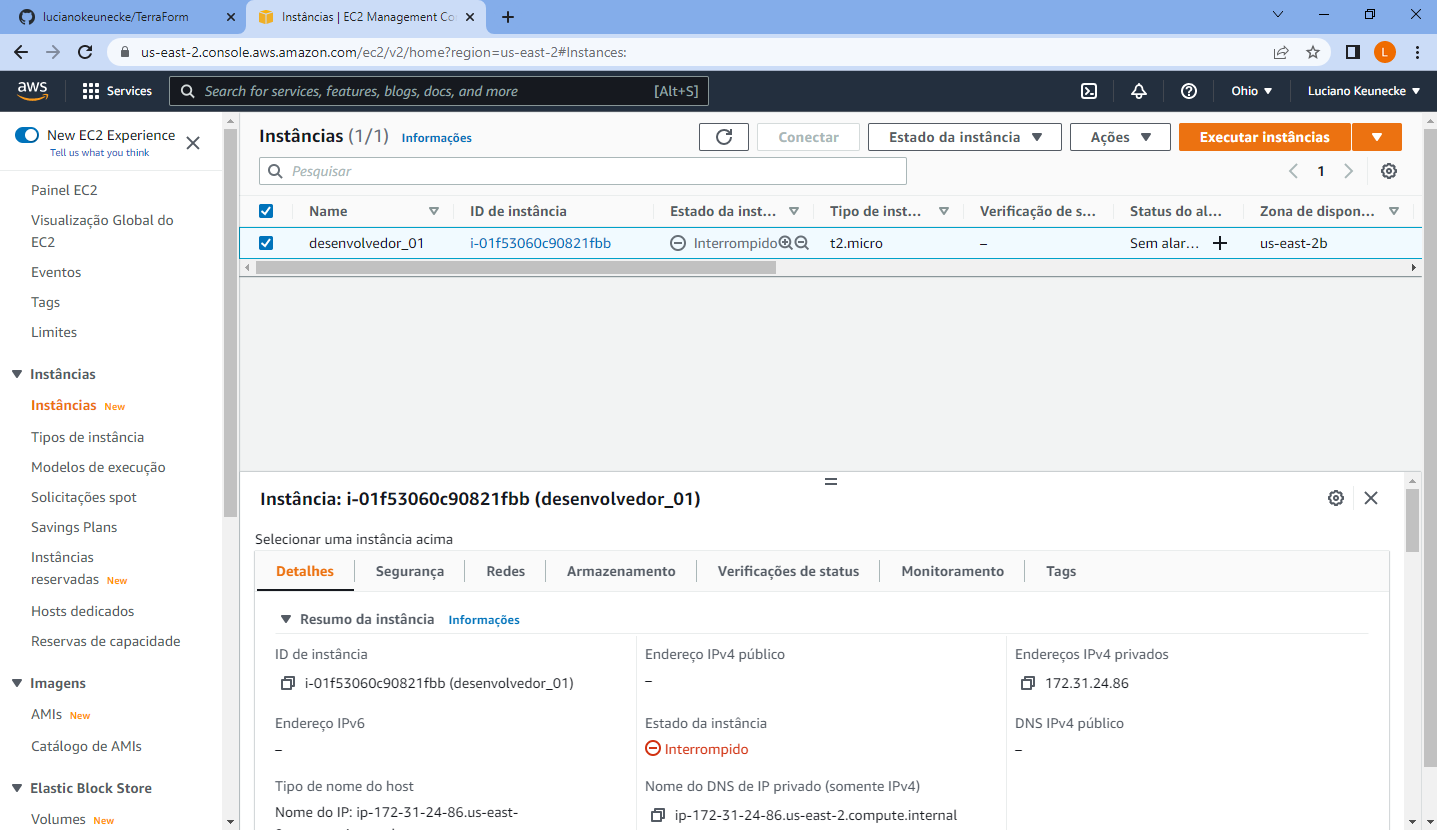 lucianokeunecke/TerraForm
Instâncias | EC2 Management Co
us-east-2.console.aws.amazon.com/ec2/v2/home?region=us-east-2#Instances:
L
aws
Services
Search for services, features, blogs, docs, and more
[Alt+S]
Ohio
Luciano Keunecke
New EC2 Experience
Tell us what you think
Painel EC2
Visualização Global do
EC2
Eventos
Tags
Limites
Instâncias
Instâncias New
Tipos de instância
Modelos de execução
Solicitações spot
Savings Plans
Instâncias
reservadas New
Hosts dedicados
Reservas de capacidade
Imagens
AMIs New
Catálogo de AMIs
Elastic Block Store
Volumes New
Instâncias (1/1) Informações
Conectar
Estado da instância
Ações
Executar instâncias
Pesquisar
1
Name ID de instância Estado da inst... Tipo de inst... Verificação de s... Status do al... Zona de dispon...
desenvolvedor_01 i-01f53060c90821fbb Interrompido t2.micro – Sem alar... us-east-2b
Instância: i-01f53060c90821fbb (desenvolvedor_01)
Selecionar uma instância acima
Detalhes Segurança Redes Armazenamento Verificações de status Monitoramento Tags
Resumo da instância Informações
ID de instância
i-01f53060c90821fbb (desenvolvedor_01)
Endereço IPv4 público
–
Endereços IPv4 privados
172.31.24.86
Endereço IPv6
–
Estado da instância
Interrompido
DNS IPv4 público
–
Tipo de nome do host
Nome do IP: ip-172-31-24-86.us-east-
Nome do DNS de IP privado (somente IPv4)
ip-172-31-24-86.us-east-2.compute.internal